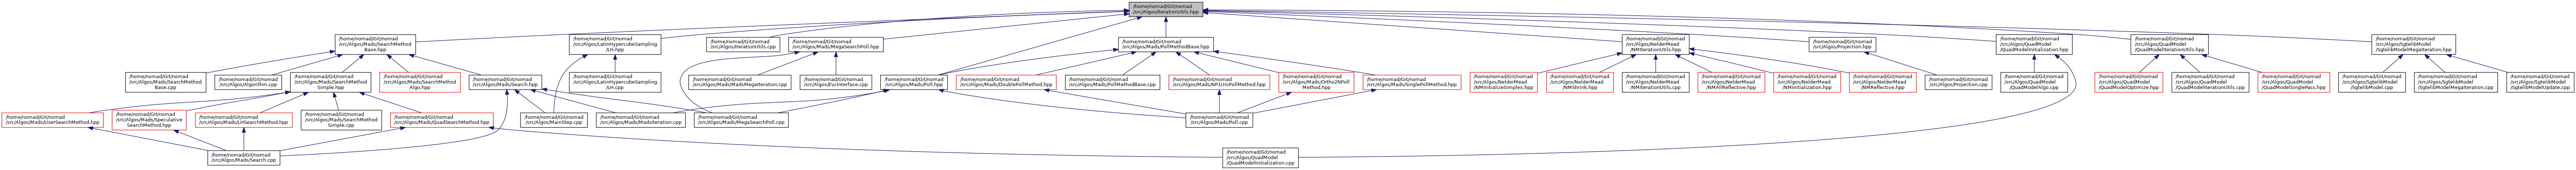 /home/nomad/Git/nomad
/src/Algos/IterationUtils.hpp
/home/nomad/Git/nomad
/src/Algos/Mads/SearchMethod
Base.hpp
/home/nomad/Git/nomad
/src/Algos/LatinHypercubeSampling
/LH.hpp
/home/nomad/Git/nomad
/src/Algos/IterationUtils.cpp
/home/nomad/Git/nomad
/src/Algos/Mads/MegaSearchPoll.hpp
/home/nomad/Git/nomad
/src/Algos/Mads/PollMethodBase.hpp
/home/nomad/Git/nomad
/src/Algos/NelderMead
/NMIterationUtils.hpp
/home/nomad/Git/nomad
/src/Algos/Projection.hpp
/home/nomad/Git/nomad
/src/Algos/QuadModel
/QuadModelInitialization.hpp
/home/nomad/Git/nomad
/src/Algos/QuadModel
/QuadModelIterationUtils.hpp
/home/nomad/Git/nomad
/src/Algos/SgtelibModel
/SgtelibModelMegaIteration.hpp
/home/nomad/Git/nomad
/src/Algos/Mads/SearchMethod
Base.cpp
/home/nomad/Git/nomad
/src/Algos/Algorithm.cpp
/home/nomad/Git/nomad
/src/Algos/Mads/SearchMethod
Simple.hpp
/home/nomad/Git/nomad
/src/Algos/Mads/SearchMethod
Algo.hpp
/home/nomad/Git/nomad
/src/Algos/Mads/Search.hpp
/home/nomad/Git/nomad
/src/Algos/LatinHypercubeSampling
/LH.cpp
/home/nomad/Git/nomad
/src/Algos/Mads/MadsMegaIteration.cpp
/home/nomad/Git/nomad
/src/Algos/EvcInterface.cpp
/home/nomad/Git/nomad
/src/Algos/Mads/Poll.hpp
/home/nomad/Git/nomad
/src/Algos/Mads/DoublePollMethod.hpp
/home/nomad/Git/nomad
/src/Algos/Mads/PollMethodBase.cpp
/home/nomad/Git/nomad
/src/Algos/Mads/NP1UniPollMethod.hpp
/home/nomad/Git/nomad
/src/Algos/Mads/Ortho2NPoll
Method.hpp
/home/nomad/Git/nomad
/src/Algos/Mads/SinglePollMethod.hpp
/home/nomad/Git/nomad
/src/Algos/NelderMead
/NMInitializeSimplex.hpp
/home/nomad/Git/nomad
/src/Algos/NelderMead
/NMShrink.hpp
/home/nomad/Git/nomad
/src/Algos/NelderMead
/NMIterationUtils.cpp
/home/nomad/Git/nomad
/src/Algos/NelderMead
/NMAllReflective.hpp
/home/nomad/Git/nomad
/src/Algos/NelderMead
/NMInitialization.hpp
/home/nomad/Git/nomad
/src/Algos/NelderMead
/NMReflective.hpp
/home/nomad/Git/nomad
/src/Algos/Projection.cpp
/home/nomad/Git/nomad
/src/Algos/QuadModel
/QuadModelAlgo.cpp
/home/nomad/Git/nomad
/src/Algos/QuadModel
/QuadModelOptimize.hpp
/home/nomad/Git/nomad
/src/Algos/QuadModel
/QuadModelIterationUtils.cpp
/home/nomad/Git/nomad
/src/Algos/QuadModel
/QuadModelSinglePass.hpp
/home/nomad/Git/nomad
/src/Algos/SgtelibModel
/SgtelibModel.cpp
/home/nomad/Git/nomad
/src/Algos/SgtelibModel
/SgtelibModelMegaIteration.cpp
/home/nomad/Git/nomad
/src/Algos/SgtelibModel
/SgtelibModelUpdate.cpp
/home/nomad/Git/nomad
/src/Algos/Mads/UserSearchMethod.hpp
/home/nomad/Git/nomad
/src/Algos/Mads/Speculative
SearchMethod.hpp
/home/nomad/Git/nomad
/src/Algos/Mads/LHSearchMethod.hpp
/home/nomad/Git/nomad
/src/Algos/Mads/SearchMethod
Simple.cpp
/home/nomad/Git/nomad
/src/Algos/Mads/QuadSearchMethod.hpp
/home/nomad/Git/nomad
/src/Algos/MainStep.cpp
/home/nomad/Git/nomad
/src/Algos/Mads/MadsIteration.cpp
/home/nomad/Git/nomad
/src/Algos/Mads/MegaSearchPoll.cpp
/home/nomad/Git/nomad
/src/Algos/Mads/Poll.cpp
/home/nomad/Git/nomad
/src/Algos/Mads/Search.cpp
/home/nomad/Git/nomad
/src/Algos/QuadModel
/QuadModelInitialization.cpp